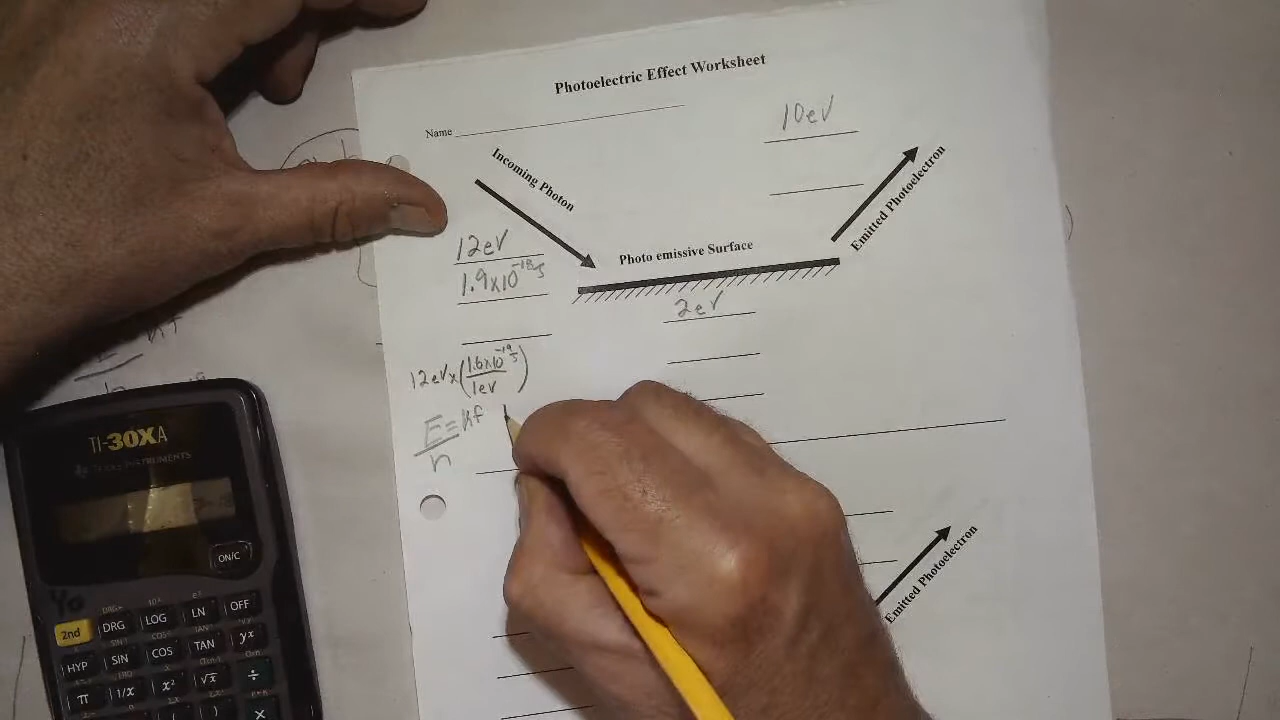 Photoelectric Effect Worksheet
Name
10eV
Incoming Photon
Emitted Photoelectron
12eV
1.9x10⁻¹⁸J
Photo emissive Surface
2eV
12eVx(1.6x10⁻¹⁹J/1eV)
E=hf
h
Emitted Photoelectron
TI-30XA
TEXAS INSTRUMENTS
ON/C
2nd
DRG
LOG
LN
OFF
HYP
SIN
COS
TAN
yx
π
1/x
x²
√x
÷
(
)
×